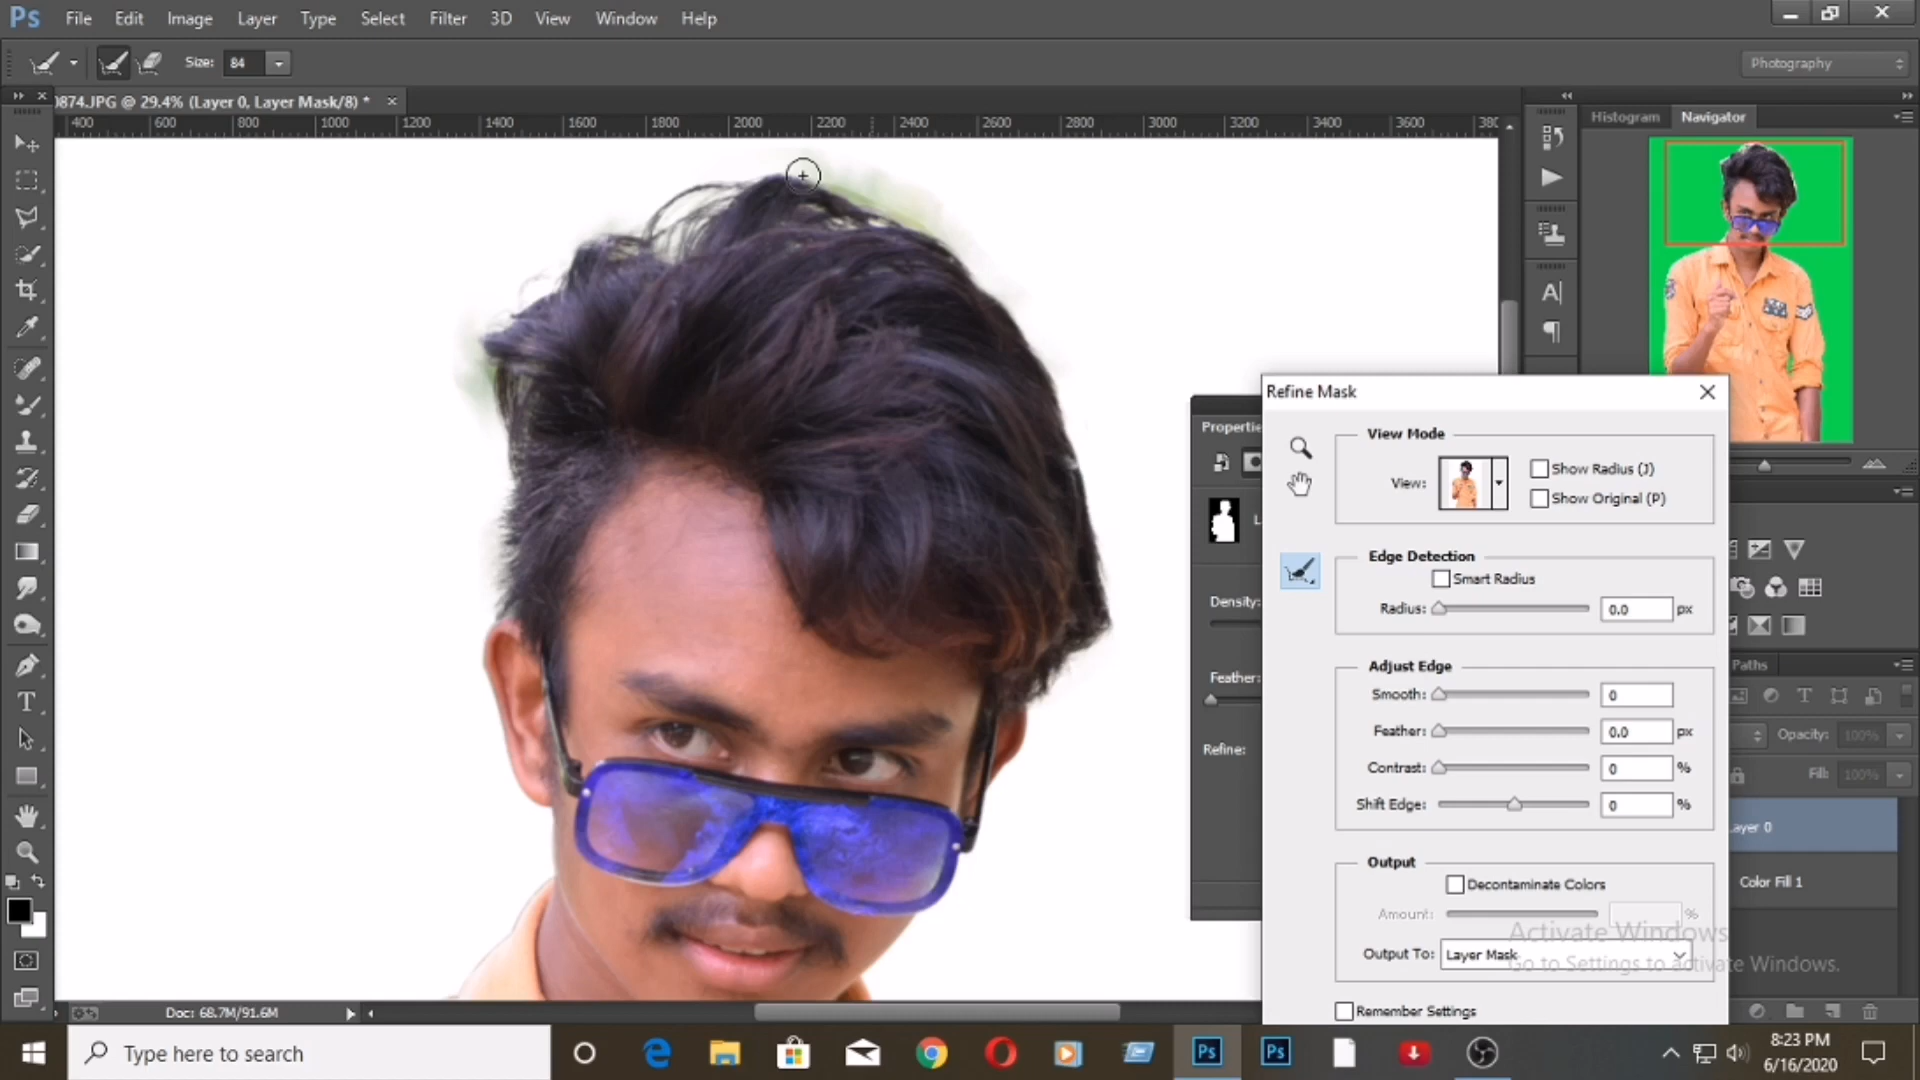 Ps File Edit Image Layer Type Select Filter 3D View Window Help
Size: 84 Photography
0874.JPG @ 29.4% (Layer 0, Layer Mask/8) * ×
400 600 800 1000 1200 1400 1600 1800 2000 2200 2400 2600 2800 3000 3200 3400 3600 380
Histogram Navigator
Refine Mask
Properties
View Mode
View:
Show Radius (J)
Show Original (P)
Edge Detection
Smart Radius
Radius: 0.0 px
Density:
Adjust Edge
Smooth: 0
Feather: 0.0 px
Contrast: 0 %
Shift Edge: 0 %
Feather:
Refine:
Output
Decontaminate Colors
Amount: %
Output To: Layer Mask
Remember Settings
Paths
Opacity: 100%
Fill: 100%
ayer 0
Color Fill 1
Activate Windows
Go to Settings to activate Windows.
Doc: 68.7M/91.6M
Type here to search
Ps
Ps
8:23 PM
6/16/2020